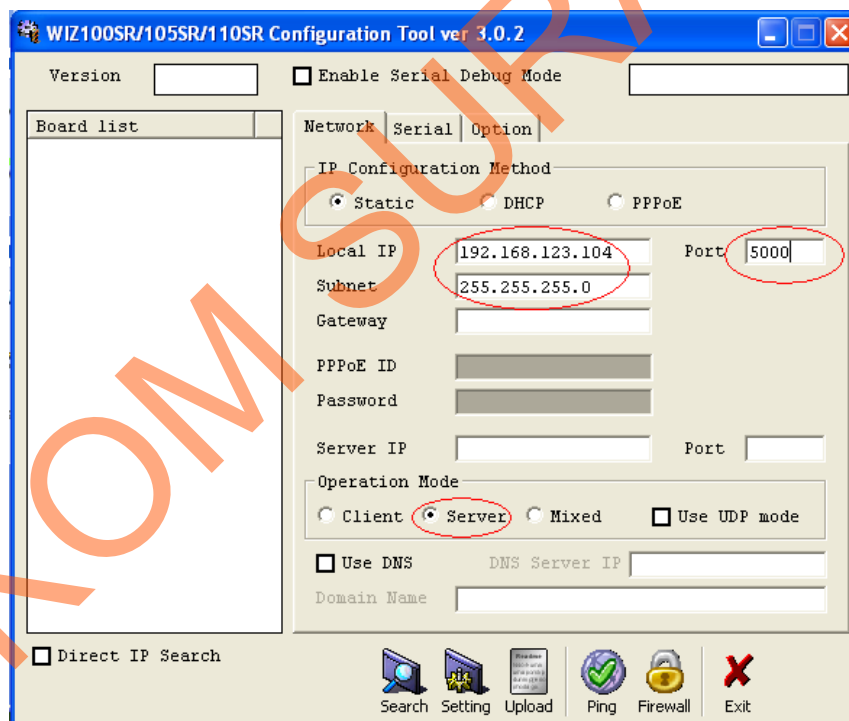 WIZ100SR/105SR/110SR Configuration Tool ver 3.0.2
Version
Enable Serial Debug Mode
Board list
Network Serial Option
IP Configuration Method
Static DHCP PPPoE
Local IP 192.168.123.104 Port 5000
Subnet 255.255.255.0
Gateway
PPPoE ID
Password
Server IP Port
Operation Mode
Client Server Mixed Use UDP mode
Use DNS DNS Server IP
Domain Name
Direct IP Search
Search Setting Upload Ping Firewall Exit
KOM SURA